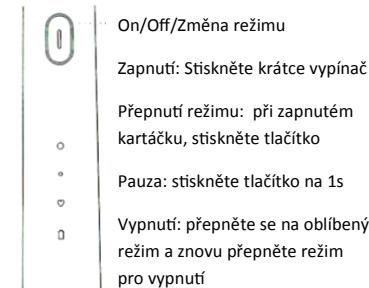 On/Off/Změna režimu
Zapnutí: Stiskněte krátce vypínač
Přepnutí režimu:  při zapnutém
kartáčku, stiskněte tlačítko
Pauza: stiskněte tlačítko na 1s
Vypnutí: přepněte se na oblíbený
režim a znovu přepněte režim
pro vypnutí